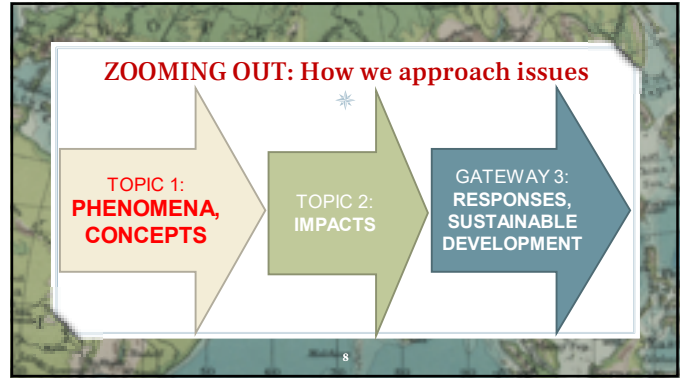 ZOOMING OUT: How we approach issues
TOPIC 1:
PHENOMENA,
CONCEPTS
TOPIC 2:
IMPACTS
GATEWAY 3:
RESPONSES,
SUSTAINABLE
DEVELOPMENT
8